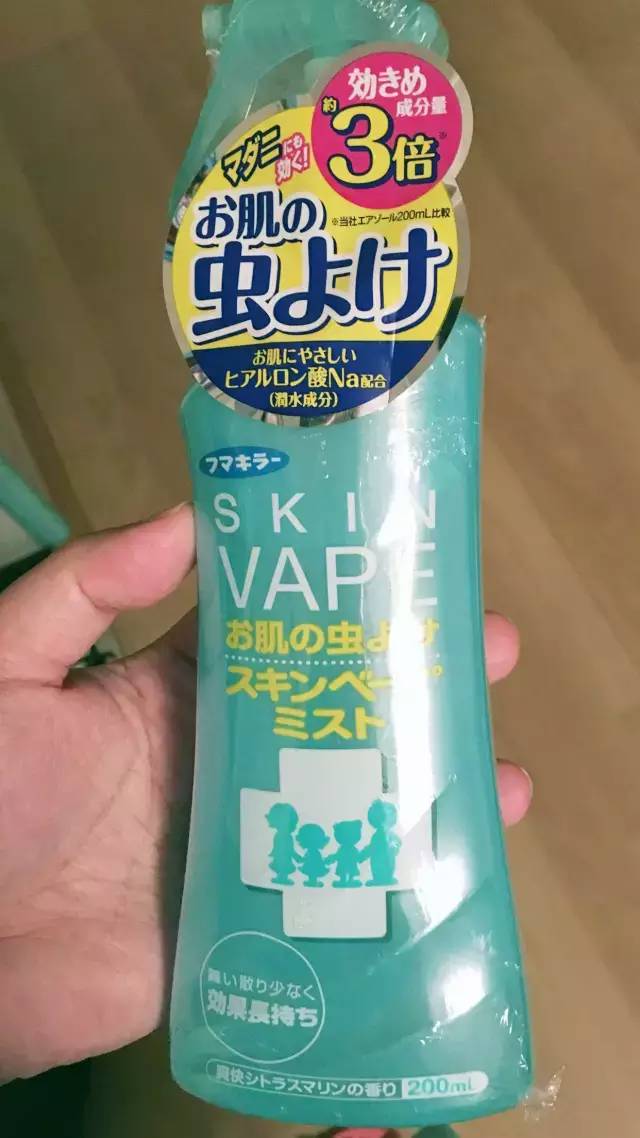 効きめ
成分量
約3倍※
マダニにも効く!
※当社エアゾール200mL比較
お肌の
虫よけ
お肌にやさしい
ヒアルロン酸Na配合
(潤水成分)
フマキラー
SKIN
VAPE
お肌の虫よけ
スキンベープ
ミスト
舞い散り少なく
効果長持ち
爽快シトラスマリンの香り 200mL